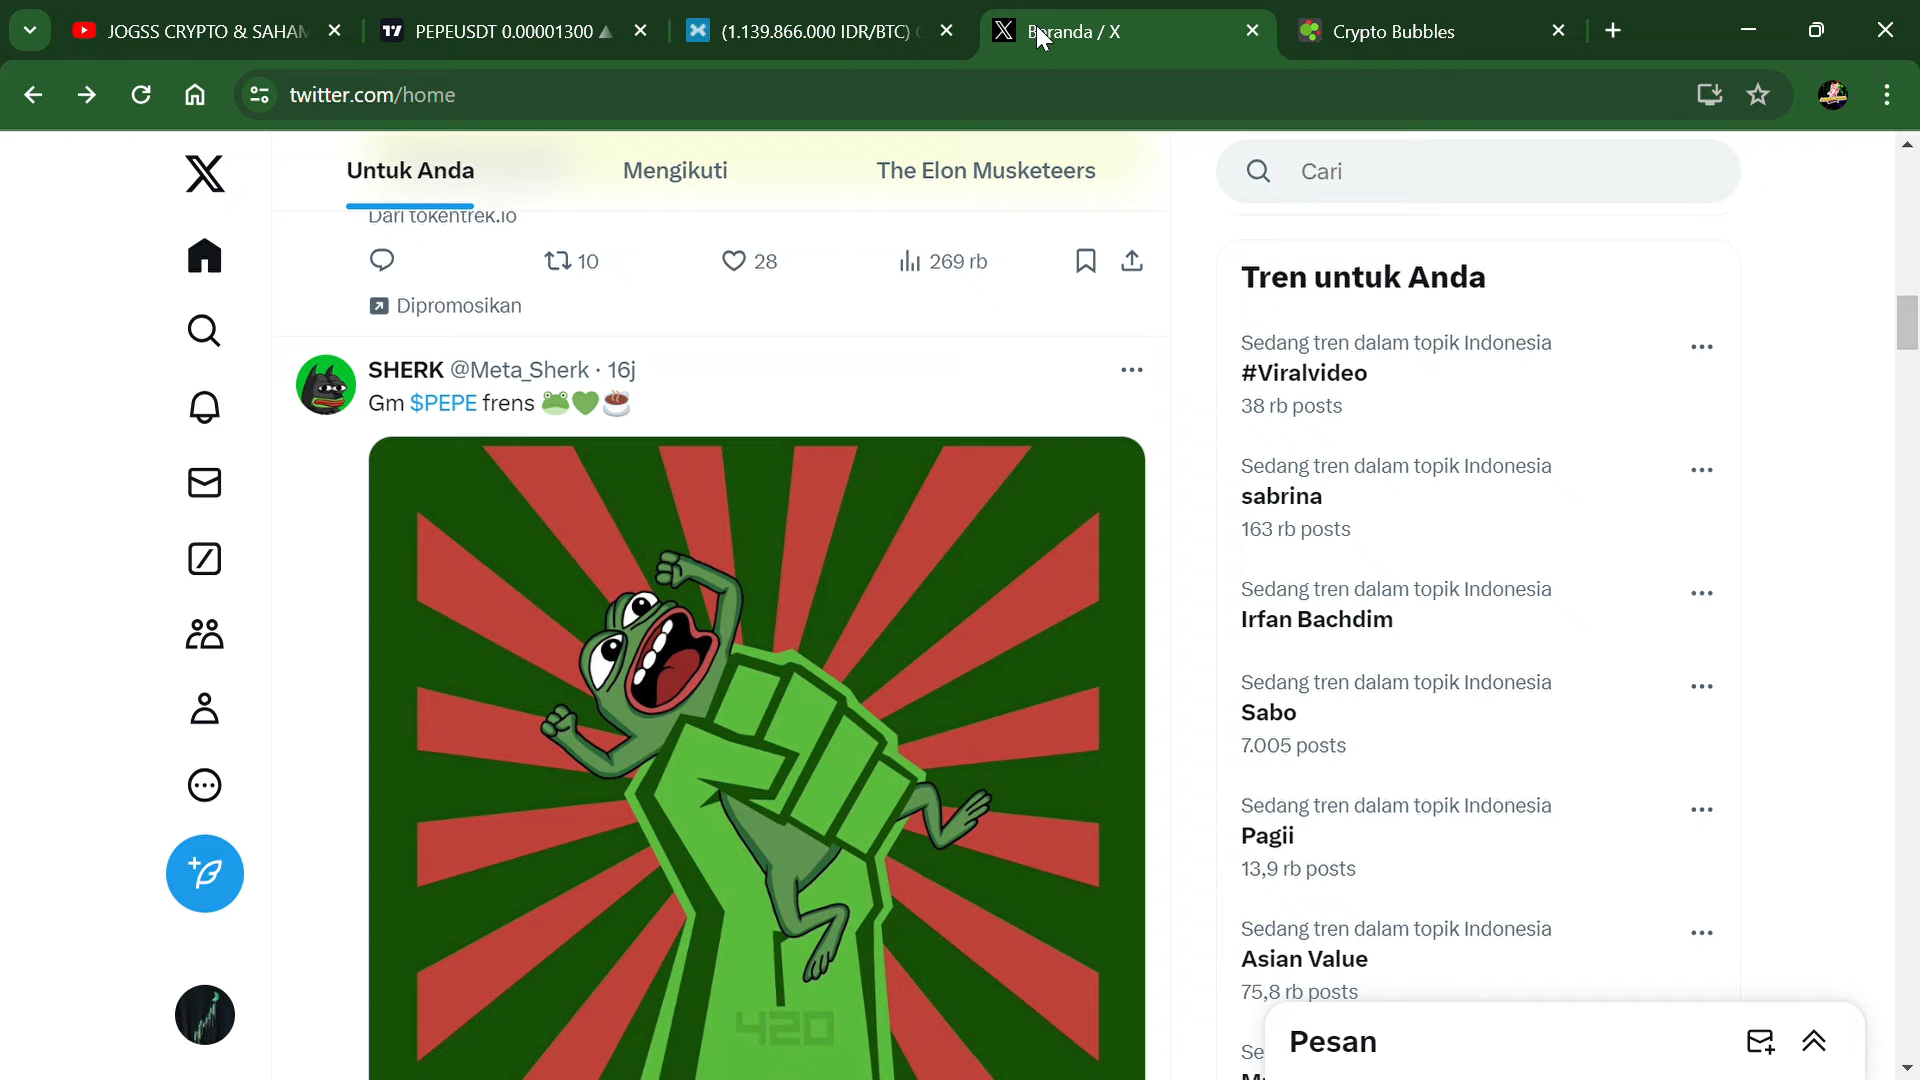 JOGSS CRYPTO & SAHAM
PEPEUSDT 0.00001300 ▲
(1.139.866.000 IDR/BTC)
Beranda / X
Crypto Bubbles
twitter.com/home
Untuk Anda
Mengikuti
The Elon Musketeers
Cari
Dari tokentrek.io
10
28
269 rb
Dipromosikan
SHERK @Meta_Sherk · 16j
Gm $PEPE frens 🐸💚☕
420
Tren untuk Anda
Sedang tren dalam topik Indonesia
#Viralvideo
38 rb posts
Sedang tren dalam topik Indonesia
sabrina
163 rb posts
Sedang tren dalam topik Indonesia
Irfan Bachdim
Sedang tren dalam topik Indonesia
Sabo
7.005 posts
Sedang tren dalam topik Indonesia
Pagii
13,9 rb posts
Sedang tren dalam topik Indonesia
Asian Value
75,8 rb posts
Pesan